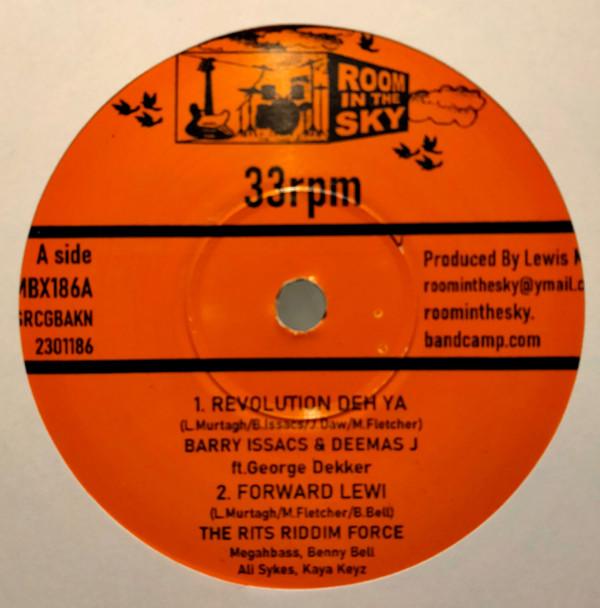 ROOM
IN THE
SKY
33rpm
A side
MBX186A
GRCGBAKN
2301186
Produced By Lewis
roominthesky@ymail.c
roominthesky.
bandcamp.com
1. REVOLUTION DEH YA
(L.Murtagh/B.Issacs/J.Daw/M.Fletcher)
BARRY ISSACS & DEEMAS J
ft.George Dekker
2. FORWARD LEWI
(L.Murtagh/M.Fletcher/B.Bell)
THE RITS RIDDIM FORCE
Megahbass, Benny Bell
Ali Sykes, Kaya Keyz